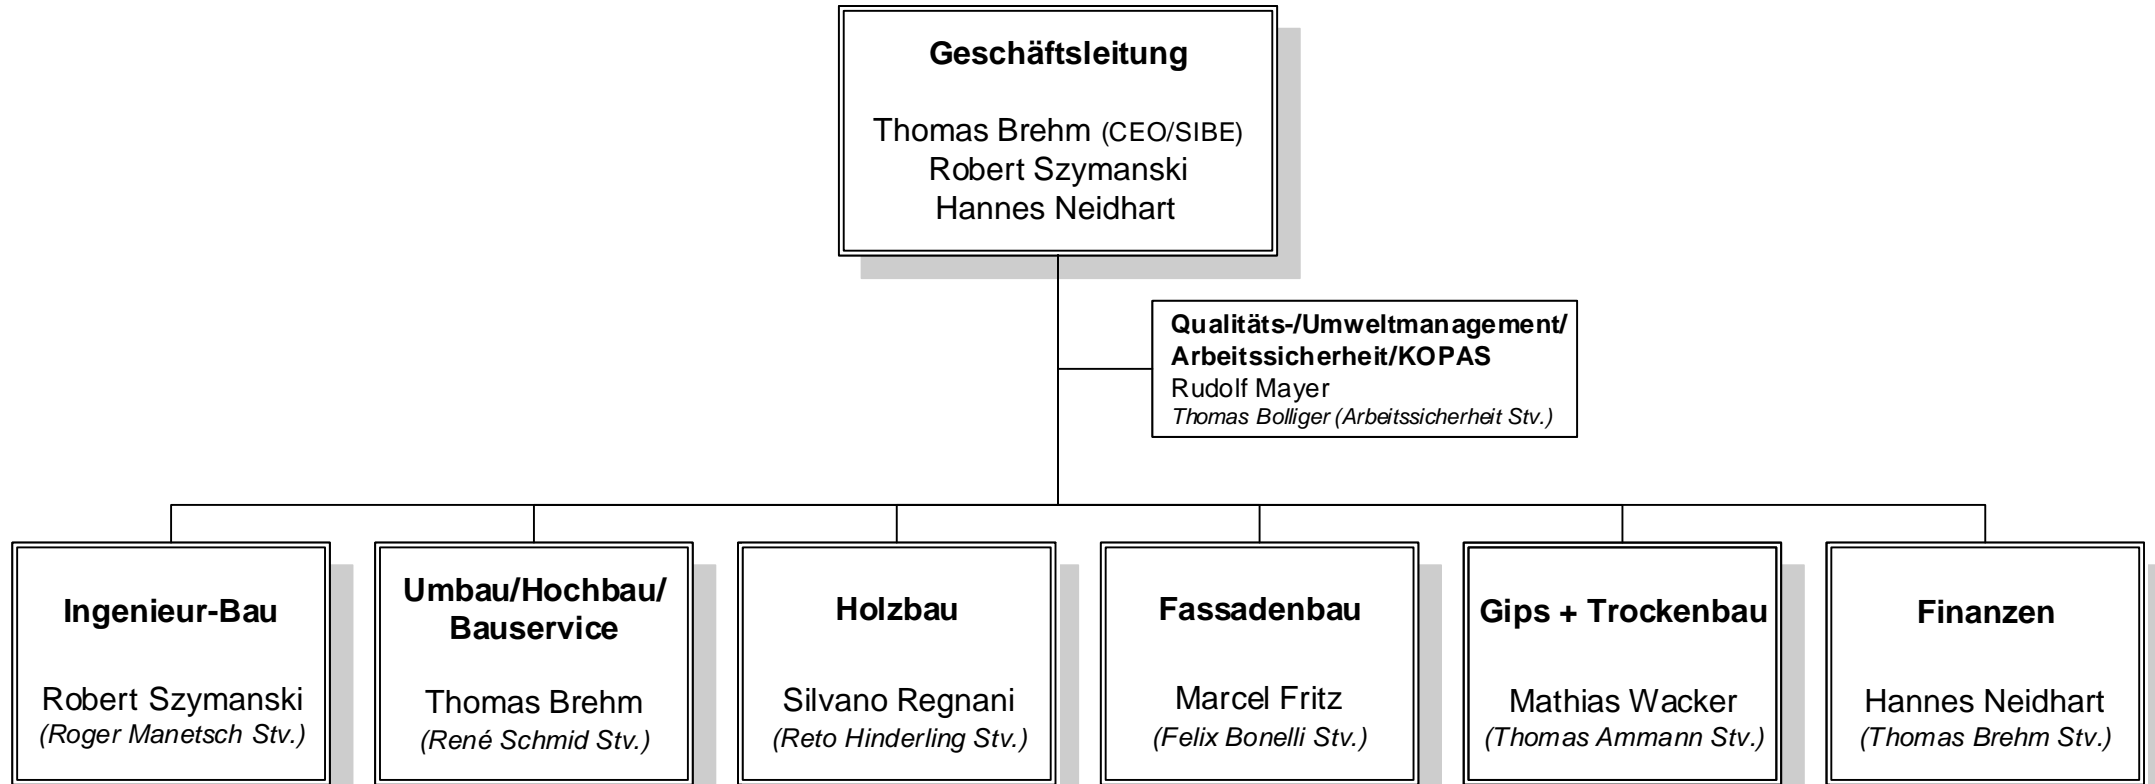 Geschäftsleitung
Thomas Brehm (CEO/SIBE)
Robert Szymanski
Hannes Neidhart
Qualitäts-/Umweltmanagement/
Arbeitssicherheit/KOPAS
Rudolf Mayer
Thomas Bolliger (Arbeitssicherheit Stv.)
Ingenieur-Bau
Robert Szymanski
(Roger Manetsch Stv.)
Umbau/Hochbau/
Bauservice
Thomas Brehm
(René Schmid Stv.)
Holzbau
Silvano Regnani
(Reto Hinderling Stv.)
Fassadenbau
Marcel Fritz
(Felix Bonelli Stv.)
Gips + Trockenbau
Mathias Wacker
(Thomas Ammann Stv.)
Finanzen
Hannes Neidhart
(Thomas Brehm Stv.)